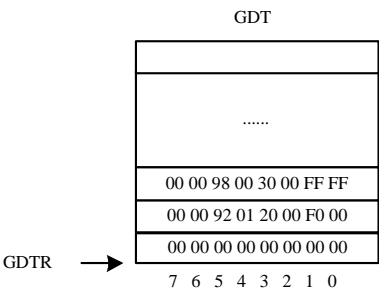 GDT
......
00 00 98 00 30 00 FF FF
00 00 92 01 20 00 F0 00
00 00 00 00 00 00 00 00
GDTR
7 6 5 4 3 2 1 0